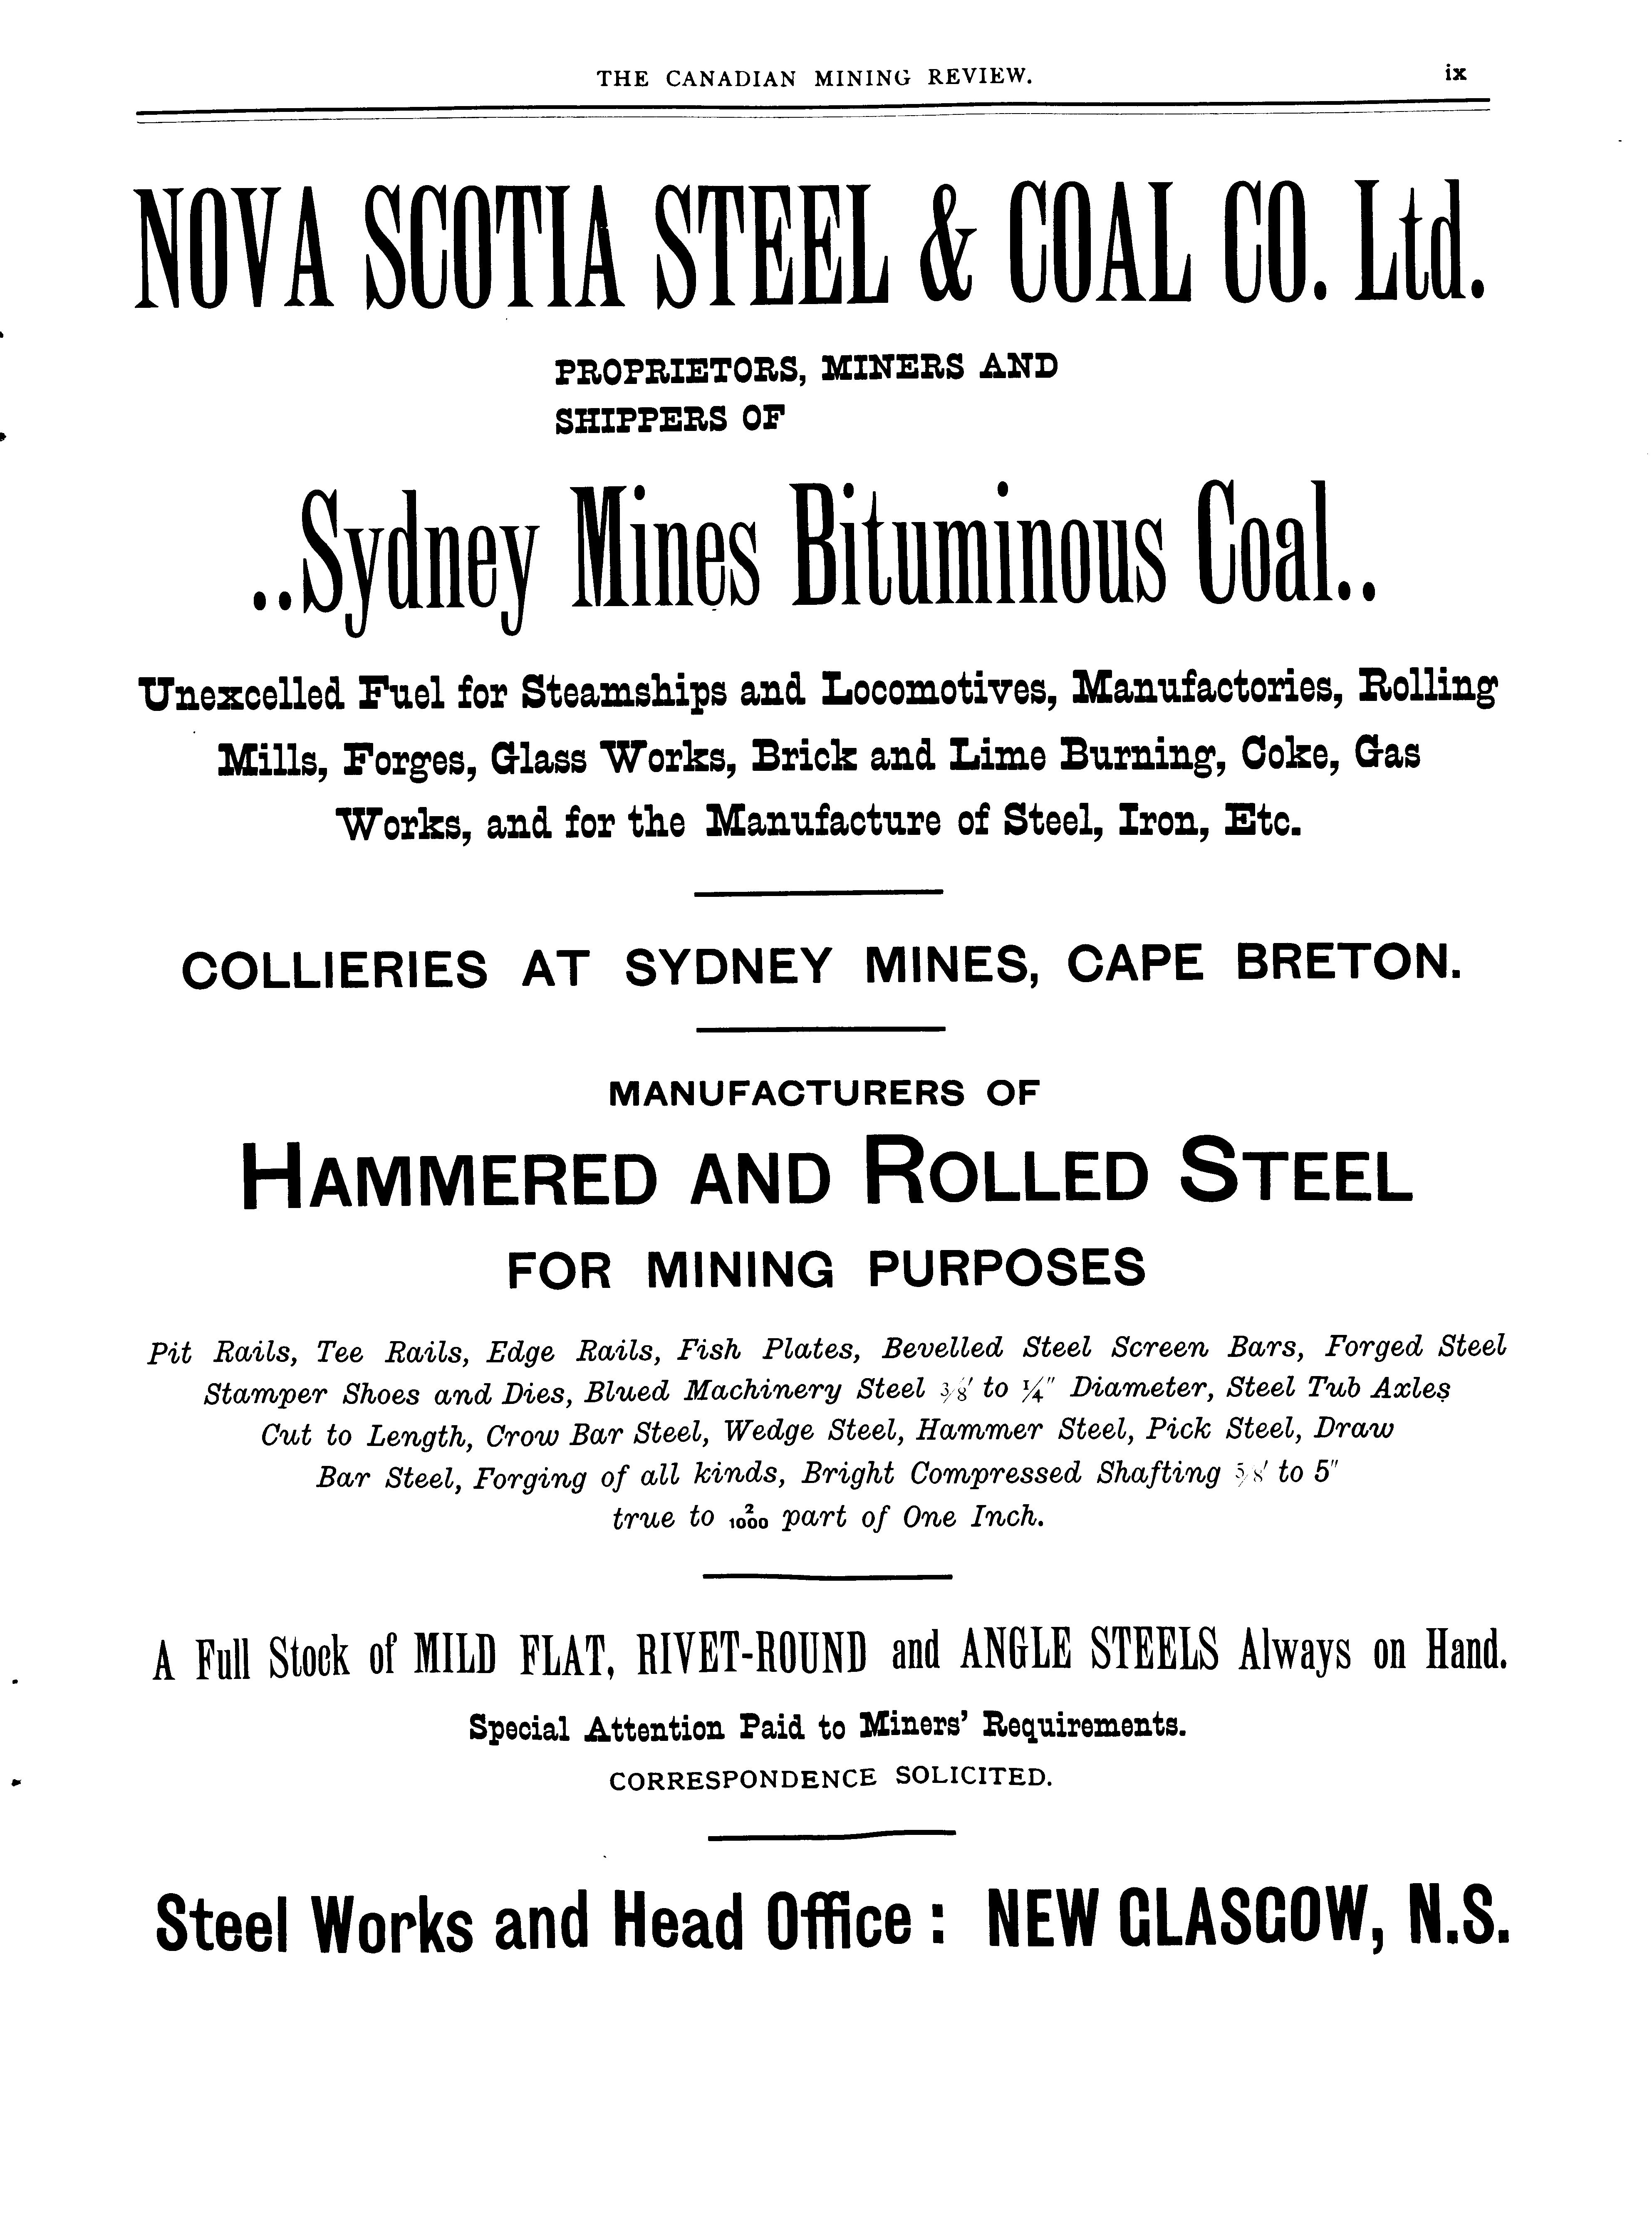 THE CANADIAN MINING REVIEW. ix
NOVA SCOTIA STEEL & COAL CO. Ltd.
PROPRIETORS, MINERS AND
SHIPPERS OF
..Sydney Mines Bituminous Coal..
Unexcelled Fuel for Steamships and Locomotives, Manufactories, Rolling
Mills, Forges, Glass Works, Brick and Lime Burning, Coke, Gas
Works, and for the Manufacture of Steel, Iron, Etc.
COLLIERIES AT SYDNEY MINES, CAPE BRETON.
MANUFACTURERS OF
HAMMERED AND ROLLED STEEL
FOR MINING PURPOSES
Pit Rails, Tee Rails, Edge Rails, Fish Plates, Bevelled Steel Screen Bars, Forged Steel
Stamper Shoes and Dies, Blued Machinery Steel 3/8' to 1/4" Diameter, Steel Tub Axles
Cut to Length, Crow Bar Steel, Wedge Steel, Hammer Steel, Pick Steel, Draw
Bar Steel, Forging of all kinds, Bright Compressed Shafting 5/8' to 5"
true to 2/1000 part of One Inch.
A Full Stock of MILD FLAT, RIVET-ROUND and ANGLE STEELS Always on Hand.
Special Attention Paid to Miners' Requirements.
CORRESPONDENCE SOLICITED.
Steel Works and Head Office : NEW GLASGOW, N.S.